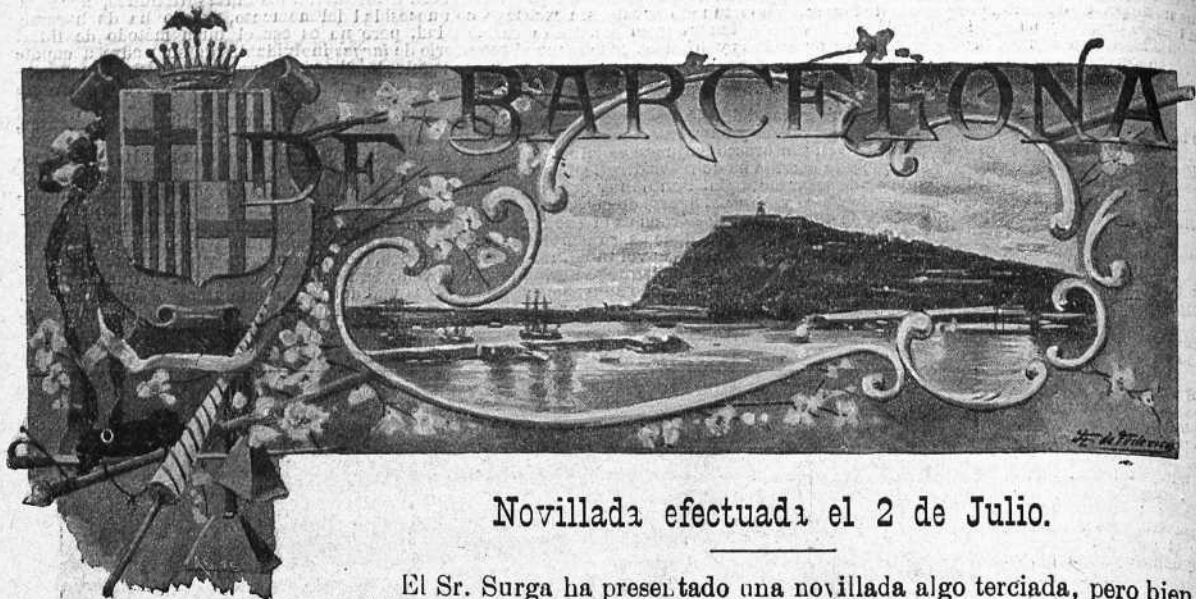 DE BARCELONA
Novillada efectuada el 2 de Julio.
El Sr. Surga ha presentado una novillada algo terciada, pero bien